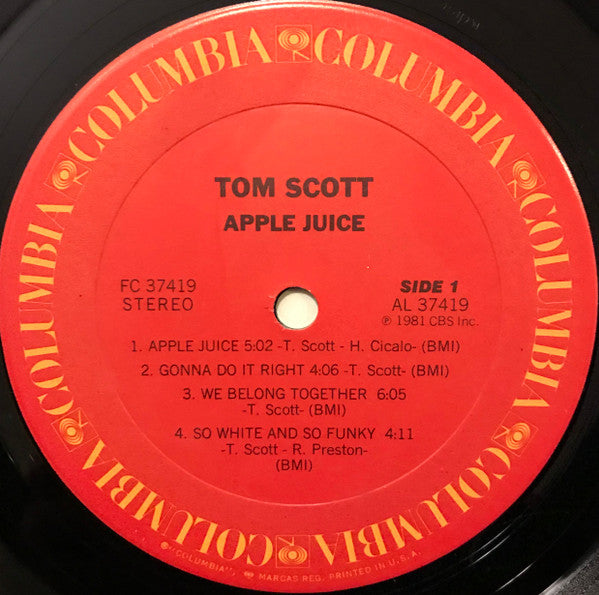 COLUMBIA COLUMBIA COLUMBIA COLUMBIA COLUMBIA COLUMBIA
TOM SCOTT
APPLE JUICE
FC 37419
STEREO
SIDE 1
AL 37419
℗ 1981 CBS Inc.
1. APPLE JUICE 5:02 -T. Scott - H. Cicalo- (BMI)
2. GONNA DO IT RIGHT 4:06 -T. Scott- (BMI)
3. WE BELONG TOGETHER 6:05
-T. Scott- (BMI)
4. SO WHITE AND SO FUNKY 4:11
-T. Scott - R. Preston-
(BMI)
"COLUMBIA", MARCAS REG. PRINTED IN U.S.A.